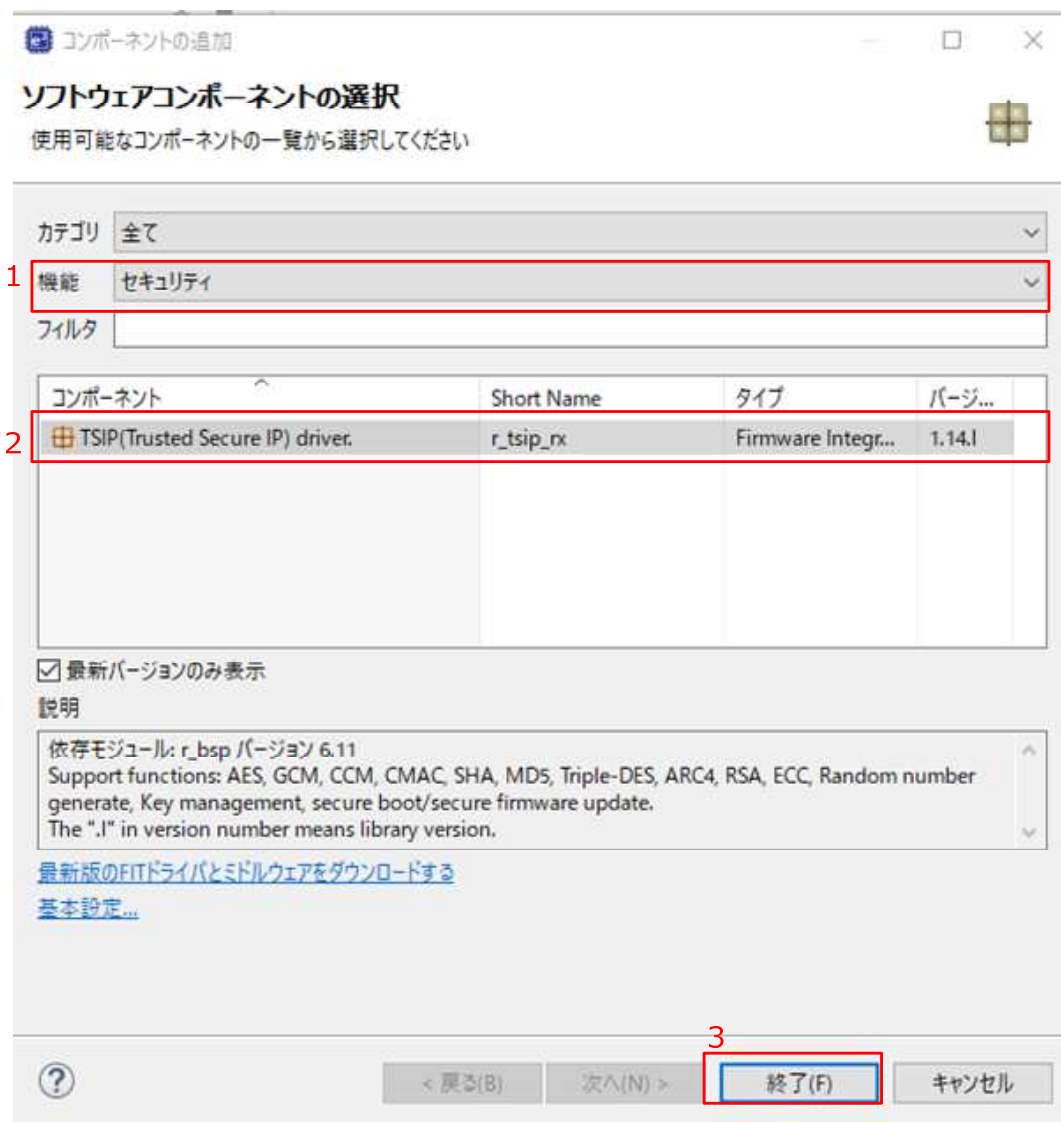 コンポーネントの追加
ソフトウェアコンポーネントの選択
使用可能なコンポーネントの一覧から選択してください
カテゴリ 全て
1 機能 セキュリティ
フィルタ
コンポーネント Short Name タイプ バージ...
2 TSIP(Trusted Secure IP) driver. r_tsip_rx Firmware Integr... 1.14.l
最新バージョンのみ表示
説明
依存モジュール: r_bsp バージョン 6.11
Support functions: AES, GCM, CCM, CMAC, SHA, MD5, Triple-DES, ARC4, RSA, ECC, Random number
generate, Key management, secure boot/secure firmware update.
The ".l" in version number means library version.
最新版のFITドライバとミドルウェアをダウンロードする
基本設定...
3
? < 戻る(B) 次へ(N) > 終了(F) キャンセル